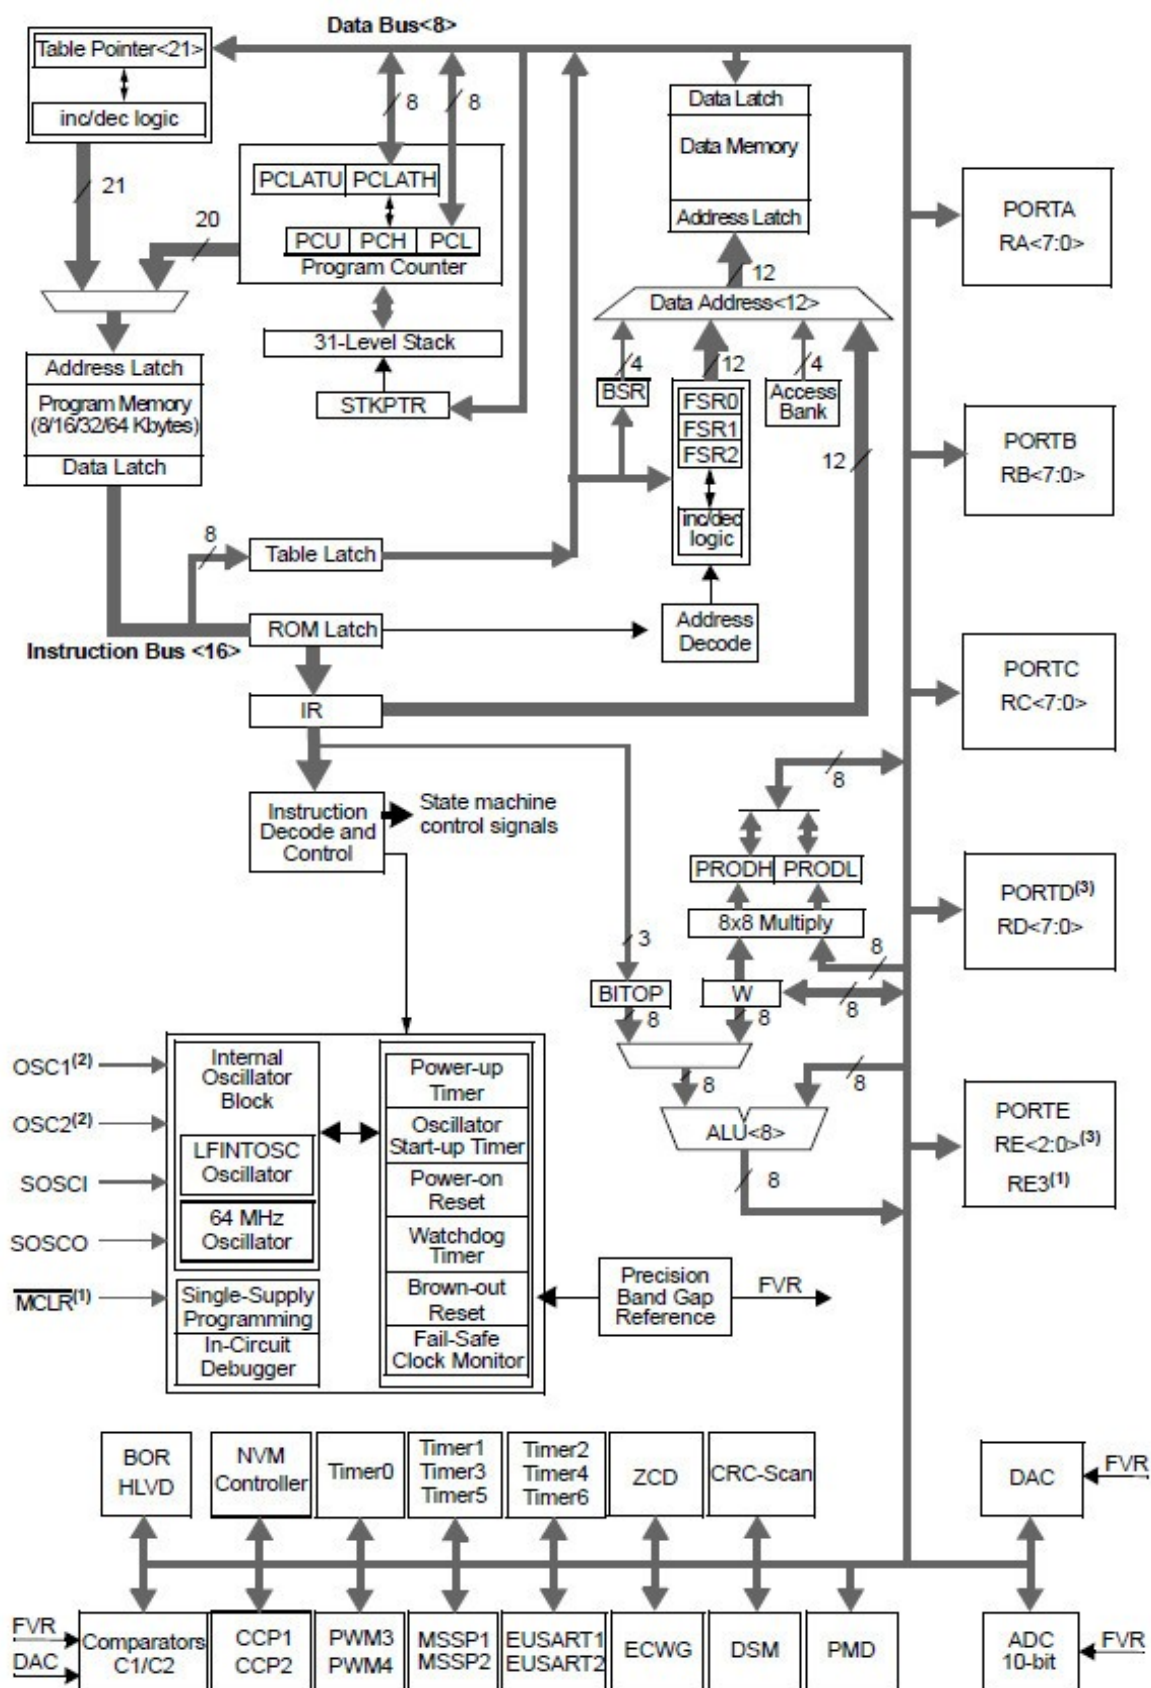 Data Bus<8>
Table Pointer<21>
inc/dec logic
21
20
8
8
PCLATU PCLATH
PCU PCH PCL
Program Counter
31-Level Stack
STKPTR
Address Latch
Program Memory
(8/16/32/64 Kbytes)
Data Latch
8
Table Latch
ROM Latch
Instruction Bus <16>
IR
Instruction
Decode and
Control
State machine
control signals
Data Latch
Data Memory
Address Latch
12
Data Address<12>
4
12
4
BSR
FSR0
FSR1
FSR2
inc/dec
logic
Access
Bank
12
Address
Decode
PORTA
RA<7:0>
PORTB
RB<7:0>
PORTC
RC<7:0>
PORTD(3)
RD<7:0>
PORTE
RE<2:0>(3)
RE3(1)
8
PRODH PRODL
8x8 Multiply
8
3
BITOP
W
8
8
8
8
8
ALU<8>
8
OSC1(2)
OSC2(2)
SOSCI
SOSCO
MCLR(1)
Internal
Oscillator
Block
LFINTOSC
Oscillator
64 MHz
Oscillator
Single-Supply
Programming
In-Circuit
Debugger
Power-up
Timer
Oscillator
Start-up Timer
Power-on
Reset
Watchdog
Timer
Brown-out
Reset
Fail-Safe
Clock Monitor
Precision
Band Gap
Reference
FVR
BOR
HLVD
NVM
Controller
Timer0
Timer1
Timer3
Timer5
Timer2
Timer4
Timer6
ZCD
CRC-Scan
DAC
FVR
FVR
DAC
Comparators
C1/C2
CCP1
CCP2
PWM3
PWM4
MSSP1
MSSP2
EUSART1
EUSART2
ECWG
DSM
PMD
ADC
10-bit
FVR